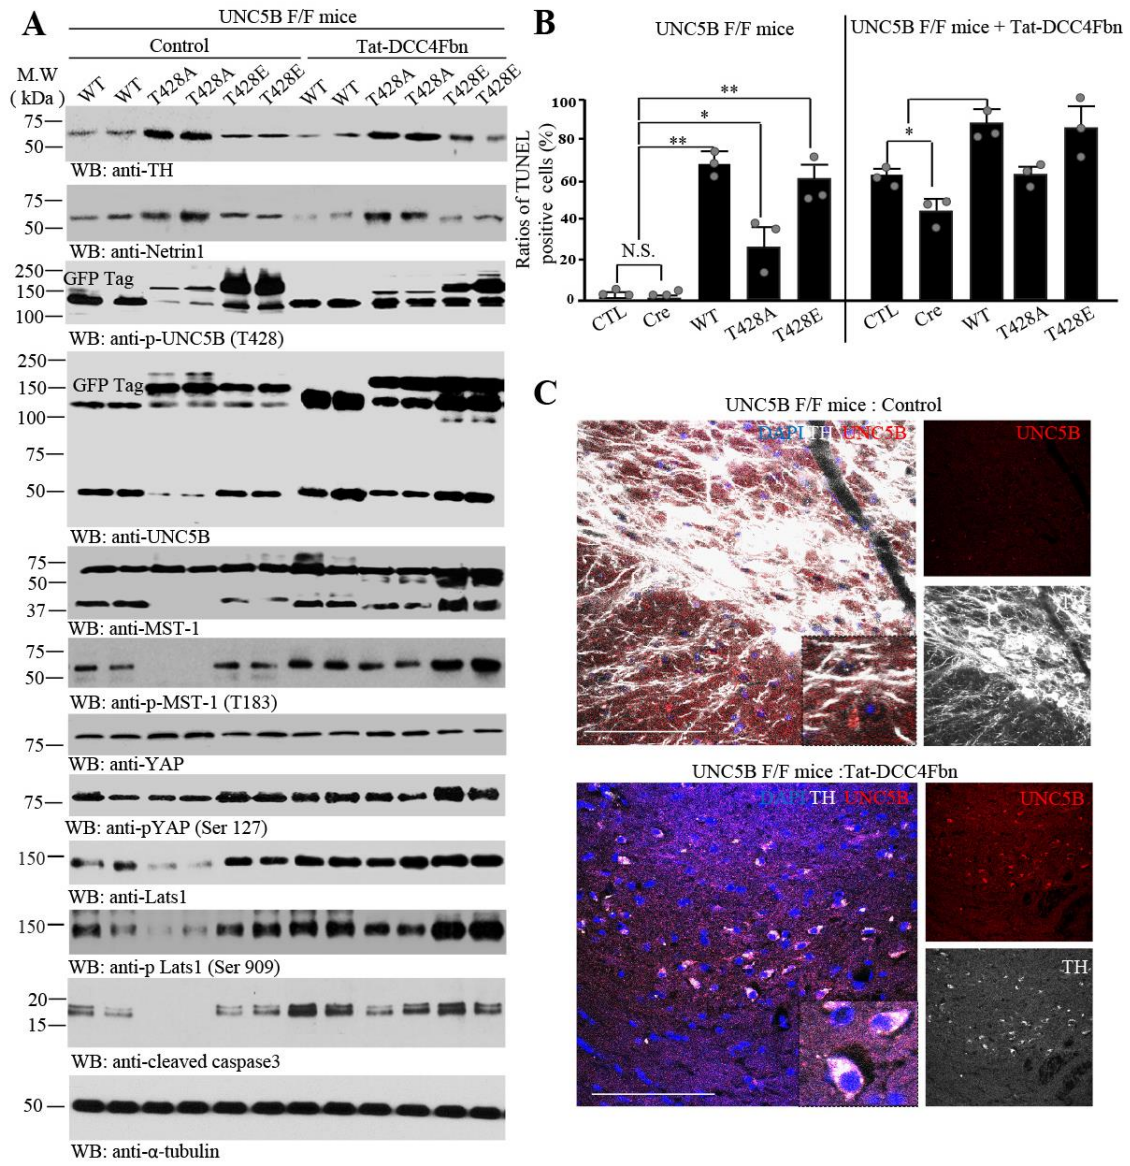 A
UNC5B F/F mice
Control
Tat-DCC4Fbn
M.W
( kDa)
WT
WT
T428A
T428A
T428E
T428E
WT
WT
T428A
T428A
T428E
T428E
75
50
WB: anti-TH
75
50
WB: anti-Netrin1
250
GFP Tag
150
100
WB: anti-p-UNC5B (T428)
250
GFP Tag
150
100
75
50
WB: anti-UNC5B
75
50
37
WB: anti-MST-1
75
50
WB: anti-p-MST-1 (T183)
75
WB: anti-YAP
75
WB: anti-pYAP (Ser 127)
150
WB: anti-Lats1
150
WB: anti-p Lats1 (Ser 909)
20
15
WB: anti-cleaved caspase3
50
WB: anti-α-tubulin
B
UNC5B F/F mice
UNC5B F/F mice + Tat-DCC4Fbn
Ratios of TUNEL
positive cells (%)
100
80
60
40
20
0
N.S.
**
*
**
*
CTL
Cre
WT
T428A
T428E
CTL
Cre
WT
T428A
T428E
C
UNC5B F/F mice : Control
DAPI TH UNC5B
UNC5B
UNC5B F/F mice :Tat-DCC4Fbn
DAPI TH UNC5B
UNC5B
TH